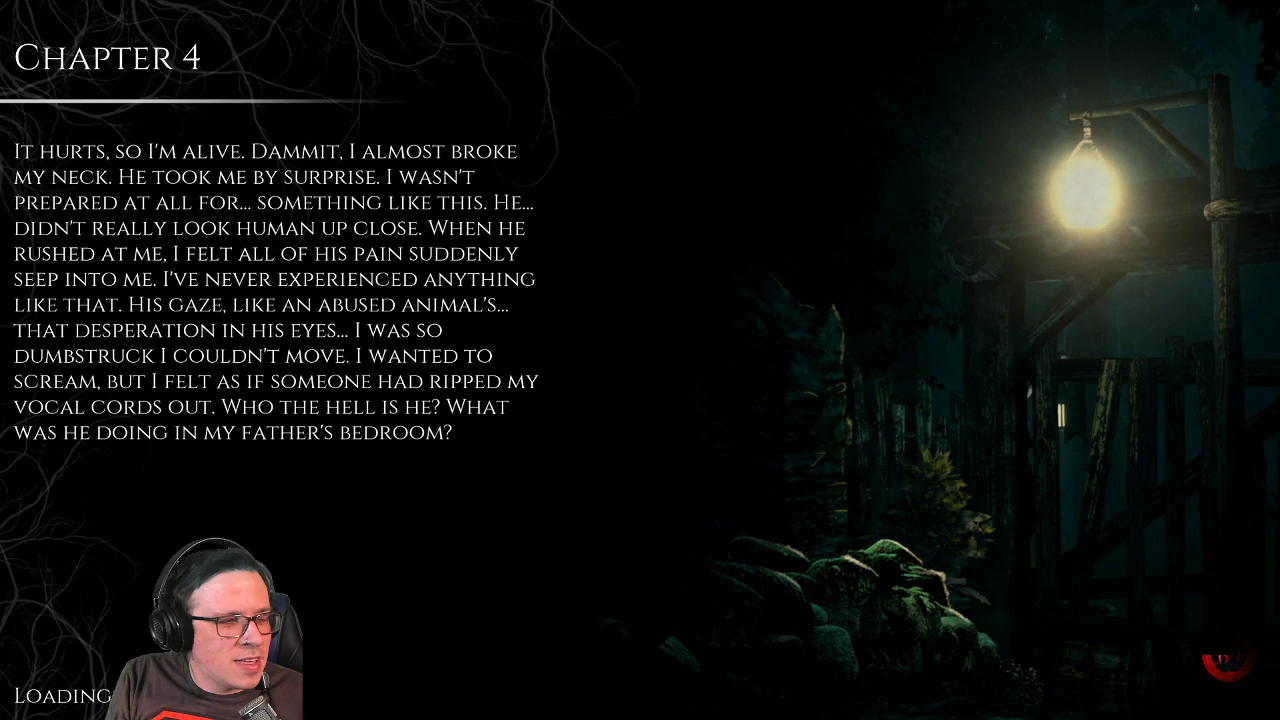 Chapter 4
It hurts, so I'm alive. Dammit, I almost broke
my neck. He took me by surprise. I wasn't
prepared at all for... something like this. He...
didn't really look human up close. When he
rushed at me, I felt all of his pain suddenly
seep into me. I've never experienced anything
like that. His gaze, like an abused animal's...
that desperation in his eyes... I was so
dumbstruck I couldn't move. I wanted to
scream, but I felt as if someone had ripped my
vocal cords out. Who the hell is he? What
was he doing in my father's bedroom?
Loading